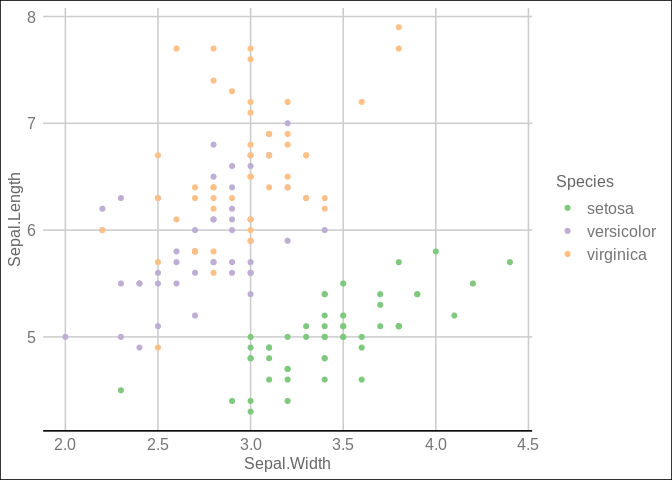 8
7
6
5
Sepal.Length
2.0 2.5 3.0 3.5 4.0 4.5
Sepal.Width
Species
setosa
versicolor
virginica